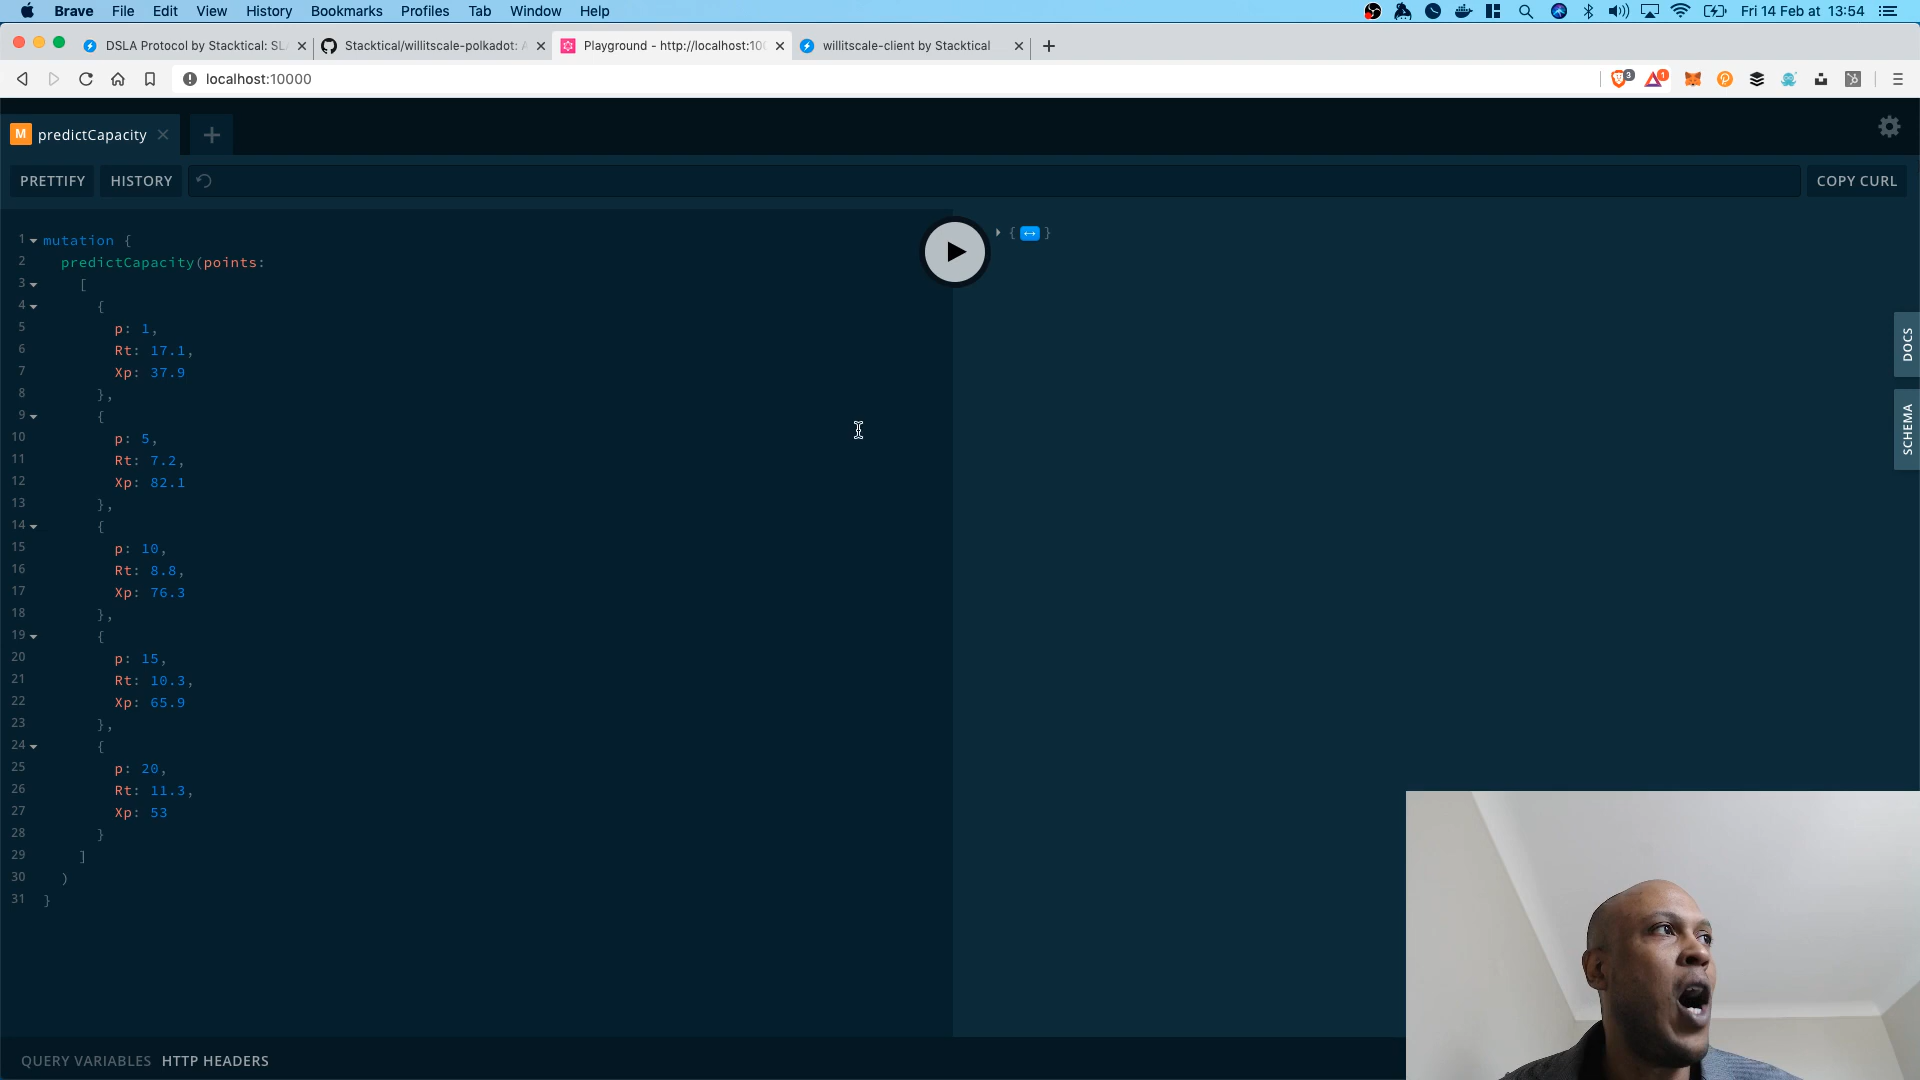 Brave File Edit View History Bookmarks Profiles Tab Window Help Fri 14 Feb at 13:54
DSLA Protocol by Stacktical: SL
Stacktical/willitscale-polkadot: A
Playground - http://localhost:100
willitscale-client by Stacktical
localhost:10000
3
1
M predictCapacity
PRETTIFY HISTORY COPY CURL
1 mutation {
2 predictCapacity(points:
3 [
4 {
5 p: 1,
6 Rt: 17.1,
7 Xp: 37.9
8 },
9 {
10 p: 5,
11 Rt: 7.2,
12 Xp: 82.1
13 },
14 {
15 p: 10,
16 Rt: 8.8,
17 Xp: 76.3
18 },
19 {
20 p: 15,
21 Rt: 10.3,
22 Xp: 65.9
23 },
24 {
25 p: 20,
26 Rt: 11.3,
27 Xp: 53
28 }
29 ]
30 )
31 }
{ ↔ }
DOCS
SCHEMA
QUERY VARIABLES HTTP HEADERS